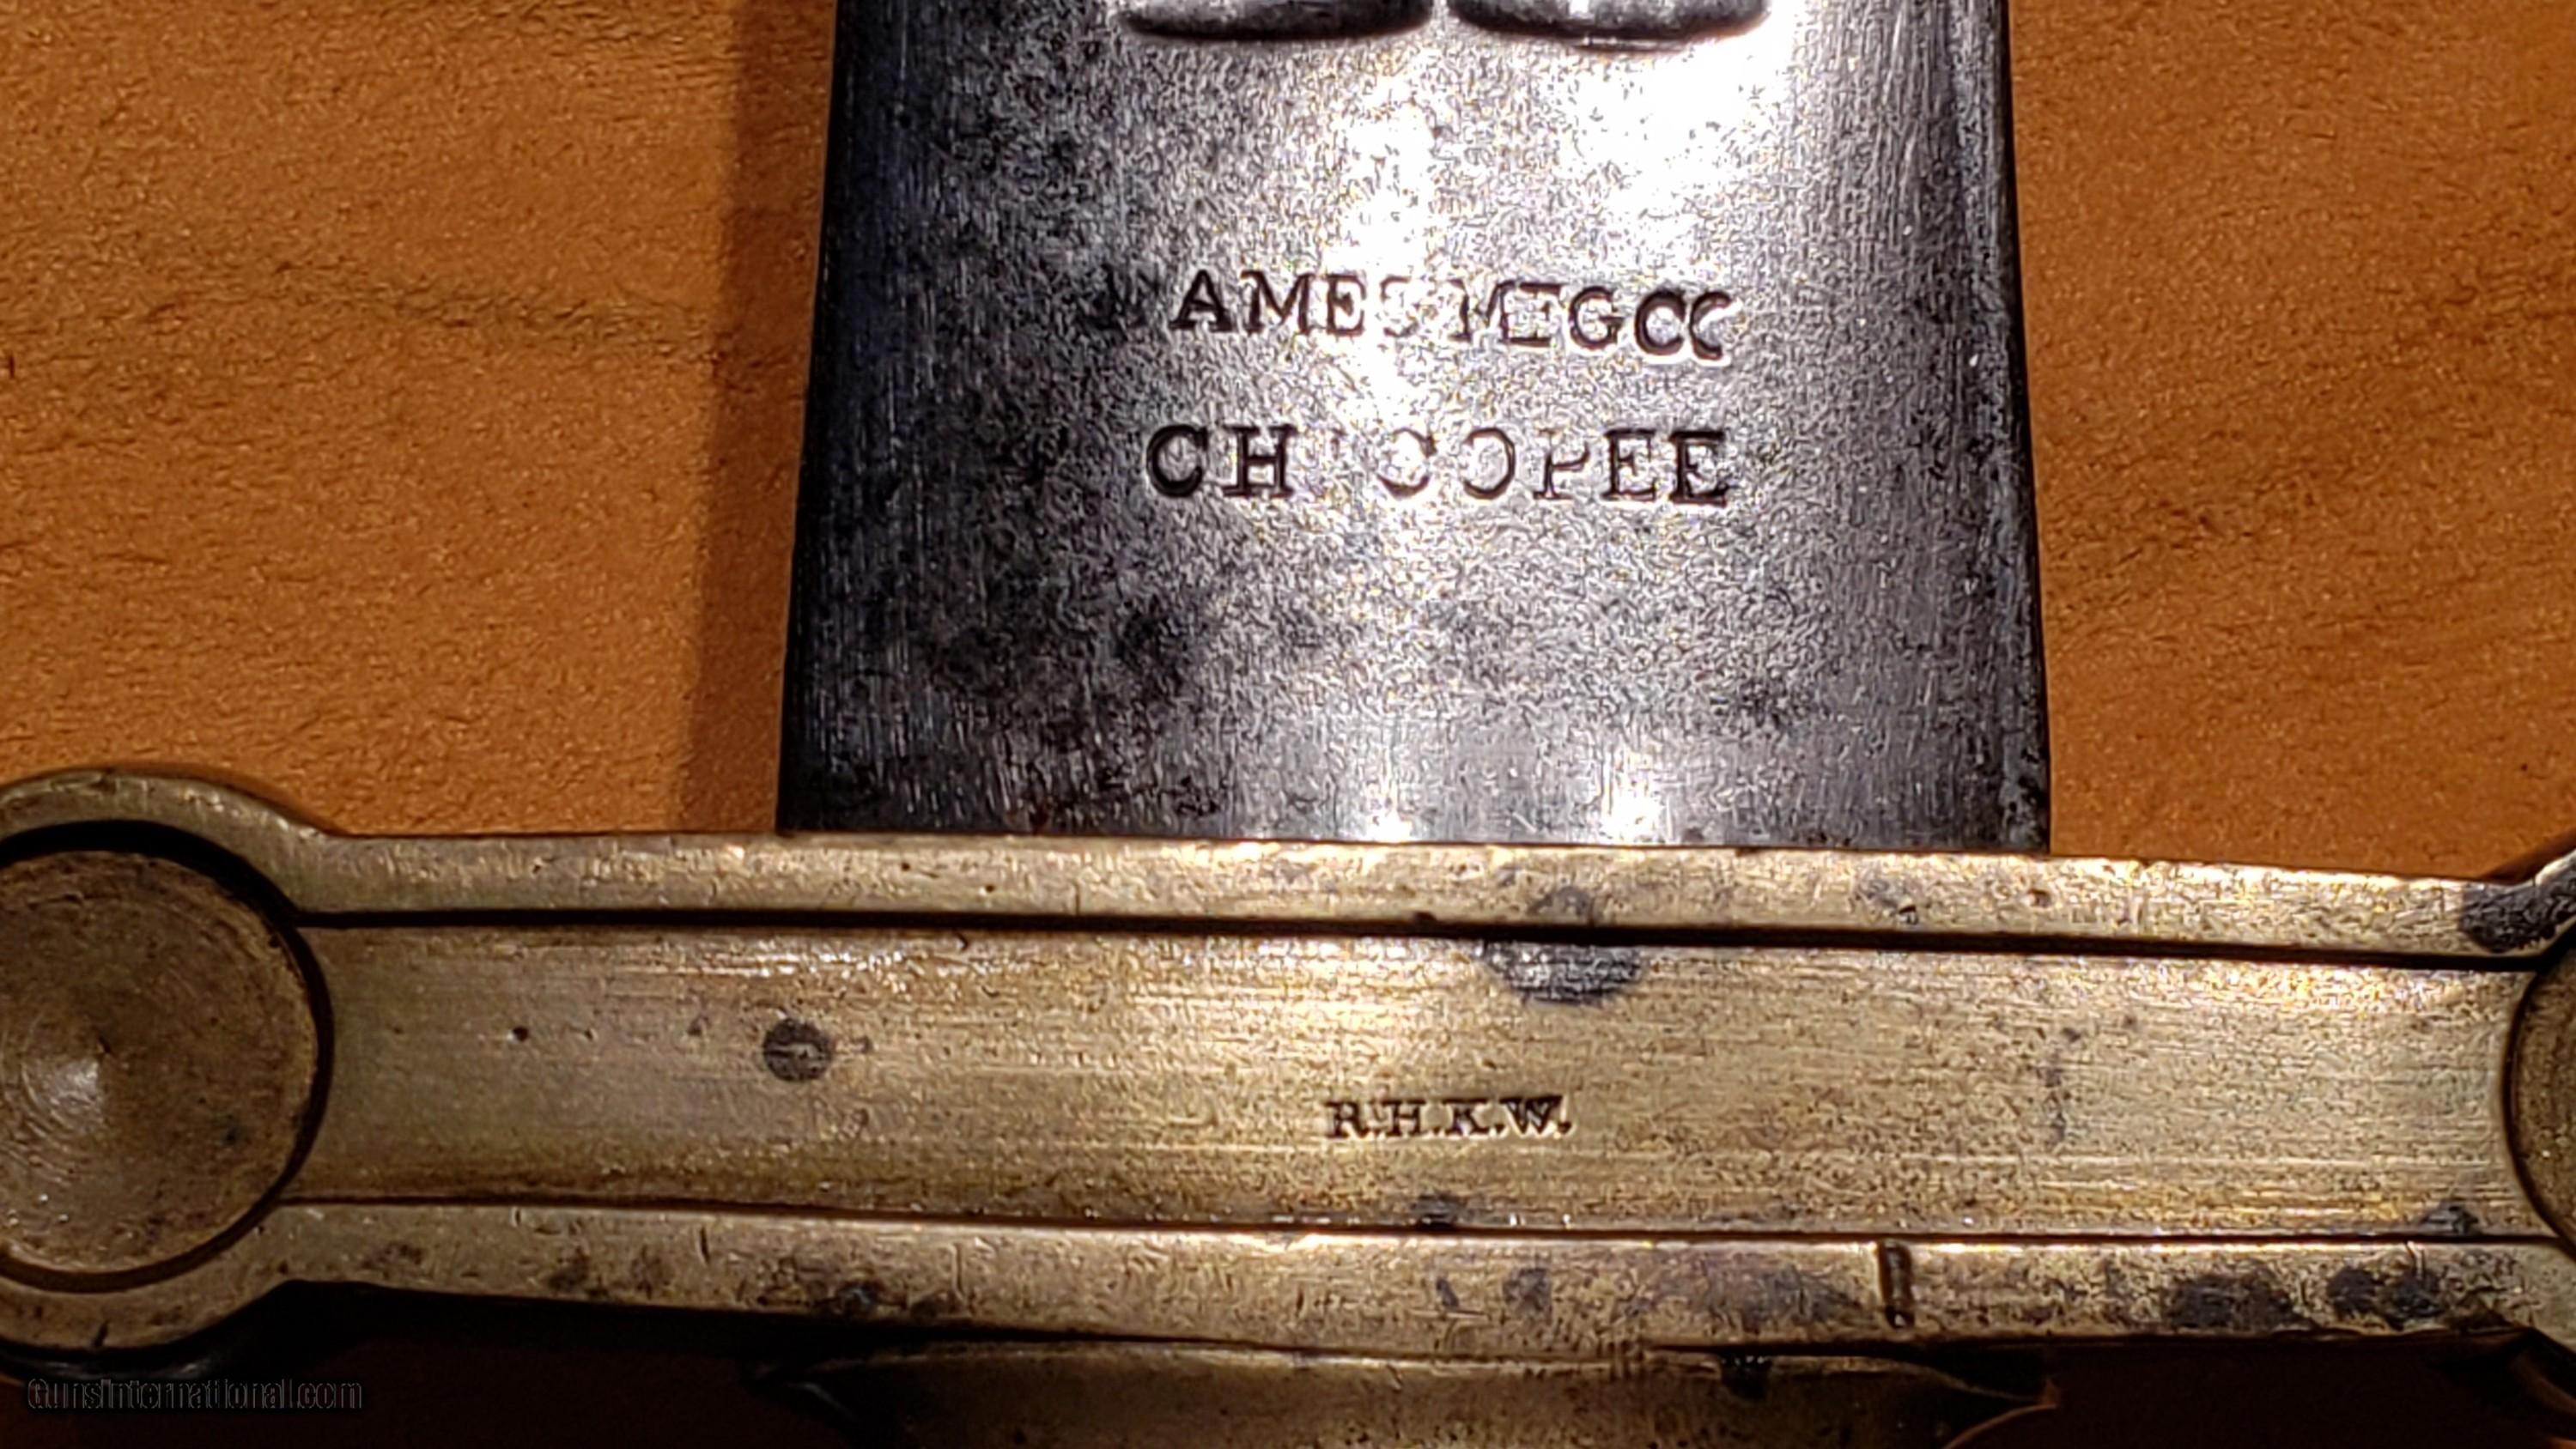 AMES MFG CO
CHICOPEE
R.H.K.W.
GunsInternational.com